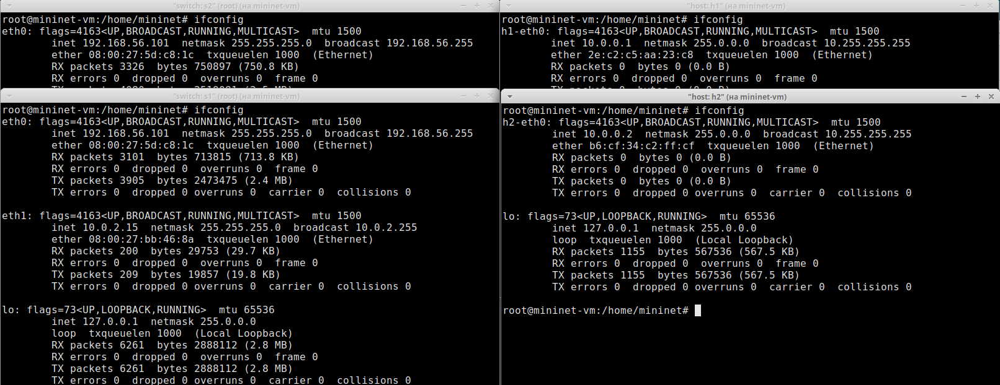 "switch: s2" (root) (на mininet-vm)
root@mininet-vm:/home/mininet# ifconfig
eth0: flags=4163<UP,BROADCAST,RUNNING,MULTICAST>  mtu 1500
        inet 192.168.56.101  netmask 255.255.255.0  broadcast 192.168.56.255
        ether 08:00:27:5d:c8:1c  txqueuelen 1000  (Ethernet)
        RX packets 3326  bytes 750897 (750.8 KB)
        RX errors 0  dropped 0  overruns 0  frame 0
        TX packets 4080  bytes 2519081 (2.5 MB)
"host: h1" (на mininet-vm)
root@mininet-vm:/home/mininet# ifconfig
h1-eth0: flags=4163<UP,BROADCAST,RUNNING,MULTICAST>  mtu 1500
        inet 10.0.0.1  netmask 255.0.0.0  broadcast 10.255.255.255
        ether 2e:c2:c5:aa:23:c8  txqueuelen 1000  (Ethernet)
        RX packets 0  bytes 0 (0.0 B)
        RX errors 0  dropped 0  overruns 0  frame 0
        TX packets 0  bytes 0 (0.0 B)
"switch: s1" (root) (на mininet-vm)
root@mininet-vm:/home/mininet# ifconfig
eth0: flags=4163<UP,BROADCAST,RUNNING,MULTICAST>  mtu 1500
        inet 192.168.56.101  netmask 255.255.255.0  broadcast 192.168.56.255
        ether 08:00:27:5d:c8:1c  txqueuelen 1000  (Ethernet)
        RX packets 3101  bytes 713815 (713.8 KB)
        RX errors 0  dropped 0  overruns 0  frame 0
        TX packets 3905  bytes 2473475 (2.4 MB)
        TX errors 0  dropped 0 overruns 0  carrier 0  collisions 0
eth1: flags=4163<UP,BROADCAST,RUNNING,MULTICAST>  mtu 1500
        inet 10.0.2.15  netmask 255.255.255.0  broadcast 10.0.2.255
        ether 08:00:27:bb:46:8a  txqueuelen 1000  (Ethernet)
        RX packets 200  bytes 29753 (29.7 KB)
        RX errors 0  dropped 0  overruns 0  frame 0
        TX packets 209  bytes 19857 (19.8 KB)
        TX errors 0  dropped 0 overruns 0  carrier 0  collisions 0
lo: flags=73<UP,LOOPBACK,RUNNING>  mtu 65536
        inet 127.0.0.1  netmask 255.0.0.0
        loop  txqueuelen 1000  (Local Loopback)
        RX packets 6261  bytes 2888112 (2.8 MB)
        RX errors 0  dropped 0  overruns 0  frame 0
        TX packets 6261  bytes 2888112 (2.8 MB)
        TX errors 0  dropped 0 overruns 0  carrier 0  collisions 0
"host: h2" (на mininet-vm)
root@mininet-vm:/home/mininet# ifconfig
h2-eth0: flags=4163<UP,BROADCAST,RUNNING,MULTICAST>  mtu 1500
        inet 10.0.0.2  netmask 255.0.0.0  broadcast 10.255.255.255
        ether b6:cf:34:c2:ff:cf  txqueuelen 1000  (Ethernet)
        RX packets 0  bytes 0 (0.0 B)
        RX errors 0  dropped 0  overruns 0  frame 0
        TX packets 0  bytes 0 (0.0 B)
        TX errors 0  dropped 0 overruns 0  carrier 0  collisions 0
lo: flags=73<UP,LOOPBACK,RUNNING>  mtu 65536
        inet 127.0.0.1  netmask 255.0.0.0
        loop  txqueuelen 1000  (Local Loopback)
        RX packets 1155  bytes 567536 (567.5 KB)
        RX errors 0  dropped 0  overruns 0  frame 0
        TX packets 1155  bytes 567536 (567.5 KB)
        TX errors 0  dropped 0 overruns 0  carrier 0  collisions 0
root@mininet-vm:/home/mininet#